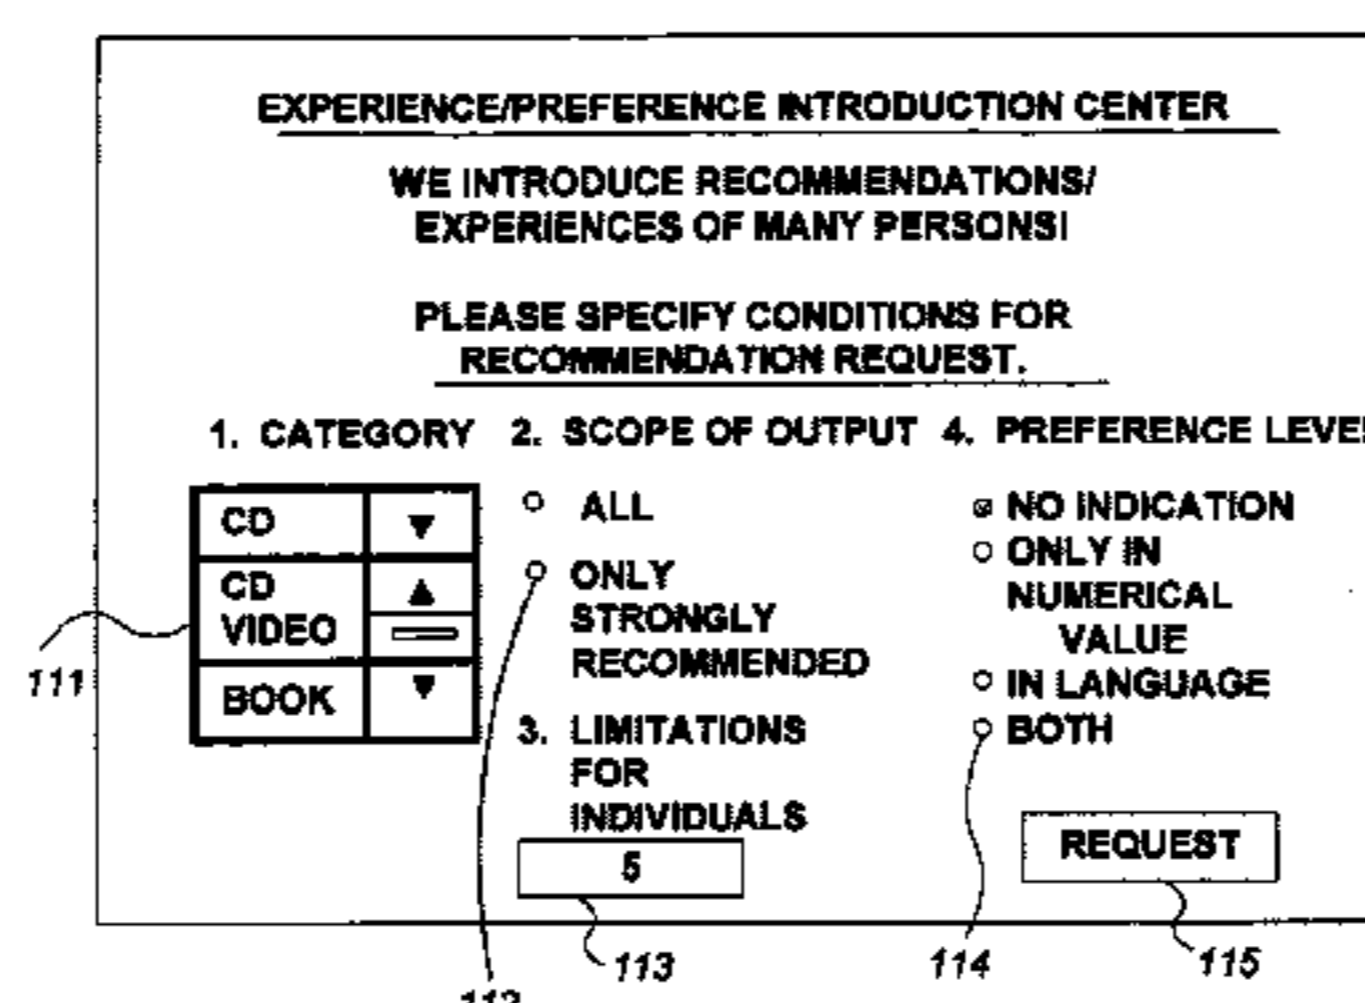 EXPERIENCE/PREFERENCE INTRODUCTION CENTER
WE INTRODUCE RECOMMENDATIONS/
EXPERIENCES OF MANY PERSONS!
PLEASE SPECIFY CONDITIONS FOR
RECOMMENDATION REQUEST.
1. CATEGORY
CD
CD
VIDEO
BOOK
111
2. SCOPE OF OUTPUT
ALL
ONLY
STRONGLY
RECOMMENDED
3. LIMITATIONS
FOR
INDIVIDUALS
5
113
4. PREFERENCE
NO INDICATION
ONLY IN
NUMERICAL
VALUE
IN LANGUAGE
BOTH
114
REQUEST
115